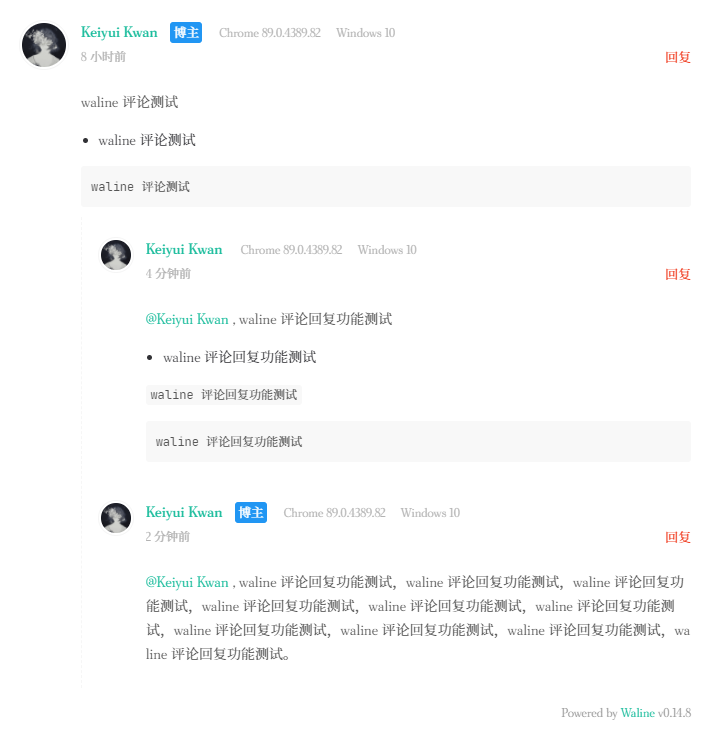 Keiyui Kwan 博主 Chrome 89.0.4389.82 Windows 10
8 小时前 回复
waline 评论测试
• waline 评论测试
waline 评论测试
Keiyui Kwan Chrome 89.0.4389.82 Windows 10
4 分钟前 回复
@Keiyui Kwan , waline 评论回复功能测试
• waline 评论回复功能测试
waline 评论回复功能测试
waline 评论回复功能测试
Keiyui Kwan 博主 Chrome 89.0.4389.82 Windows 10
2 分钟前 回复
@Keiyui Kwan , waline 评论回复功能测试，waline 评论回复功能测试，waline 评论回复功
能测试，waline 评论回复功能测试，waline 评论回复功能测试，waline 评论回复功能测
试，waline 评论回复功能测试，waline 评论回复功能测试，waline 评论回复功能测试，wa
line 评论回复功能测试。
Powered by Waline v0.14.8